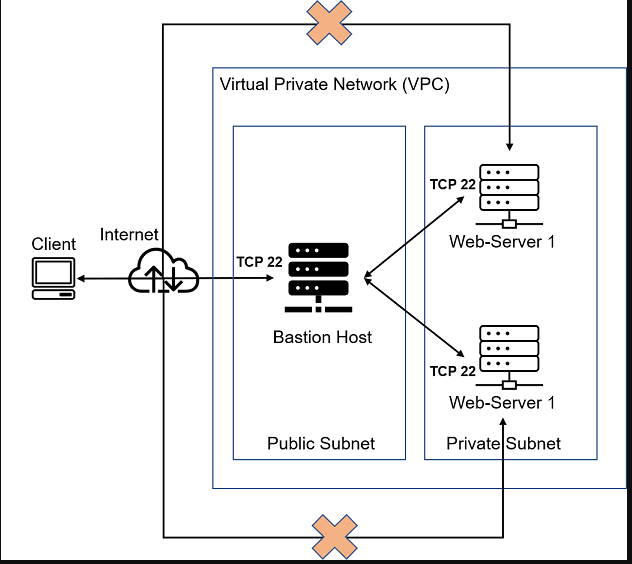 Virtual Private Network (VPC)
TCP 22
Web-Server 1
Internet
Client
TCP 22
Bastion Host
TCP 22
Web-Server 1
Public Subnet
Private Subnet